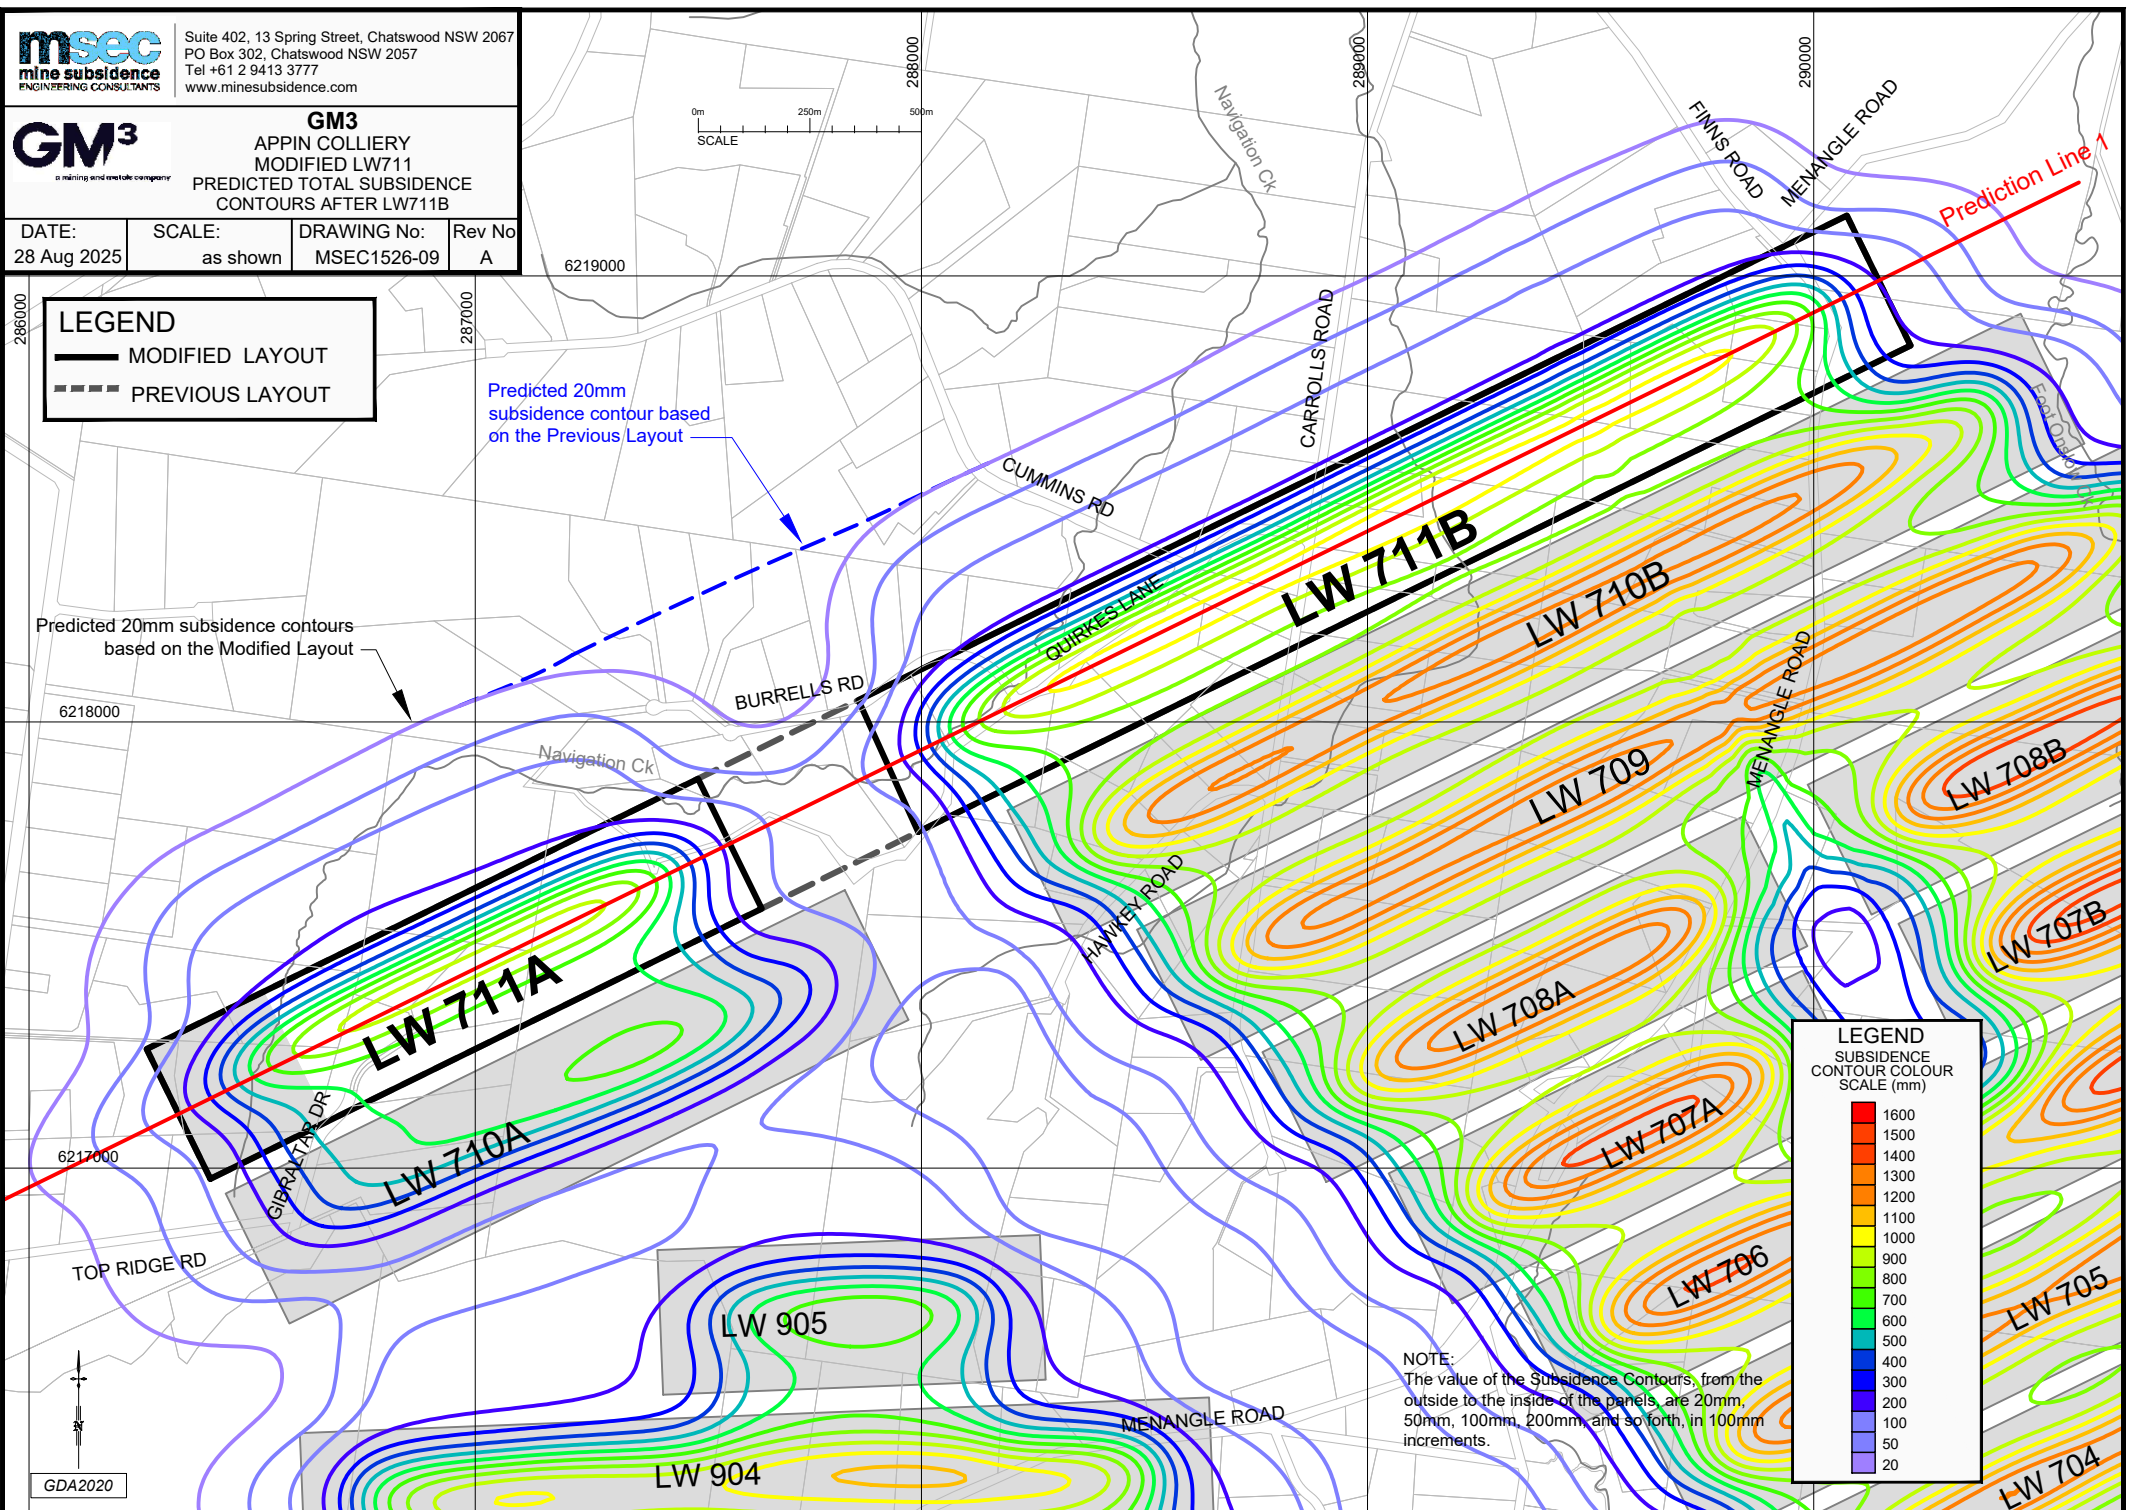 msec
mine subsidence
ENGINEERING CONSULTANTS
Suite 402, 13 Spring Street, Chatswood NSW 2067
PO Box 302, Chatswood NSW 2057
Tel +61 2 9413 3777
www.minesubsidence.com
GM3
a mining and metals company
GM3
APPIN COLLIERY
MODIFIED LW711
PREDICTED TOTAL SUBSIDENCE
CONTOURS AFTER LW711B
DATE:
28 Aug 2025
SCALE:
as shown
DRAWING No:
MSEC1526-09
Rev No
A
LEGEND
MODIFIED LAYOUT
PREVIOUS LAYOUT
286000
287000
288000
289000
290000
6219000
6218000
6217000
0m
250m
500m
SCALE
Navigation Ck
FINNS ROAD
MENANGLE ROAD
Prediction Line 1
CARROLLS ROAD
Predicted 20mm
subsidence contour based
on the Previous Layout
CUMMINS RD
Foot Onslow Ck
LW 711B
QUIRKES LANE
LW 710B
Predicted 20mm subsidence contours
based on the Modified Layout
BURRELLS RD
MENANGLE ROAD
Navigation Ck
LW 709
LW 708B
HAWKEY ROAD
LW 707B
LW 711A
LW 708A
GIBRALTAR DR
LW 710A
LW 707A
TOP RIDGE RD
LW 706
LW 705
LW 905
MENANGLE ROAD
LW 904
LW 704
NOTE:
The value of the Subsidence Contours, from the
outside to the inside of the panels, are 20mm,
50mm, 100mm, 200mm, and so forth, in 100mm
increments.
LEGEND
SUBSIDENCE
CONTOUR COLOUR
SCALE (mm)
1600
1500
1400
1300
1200
1100
1000
900
800
700
600
500
400
300
200
100
50
20
N
GDA2020